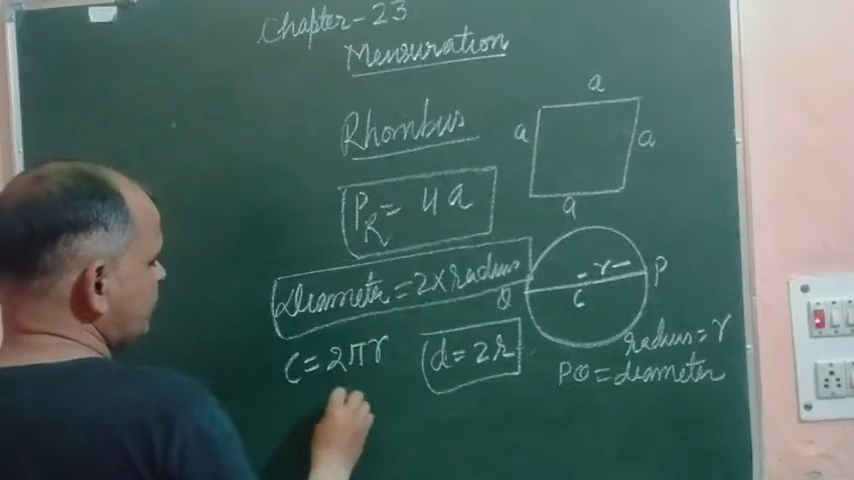 Chapter-23
Mensuration
Rhombus
a
a
a
a
P_R = 4a
Diameter = 2×radius
r
P
Q
C
C = 2πr
d = 2r
radius = r
PQ = diameter